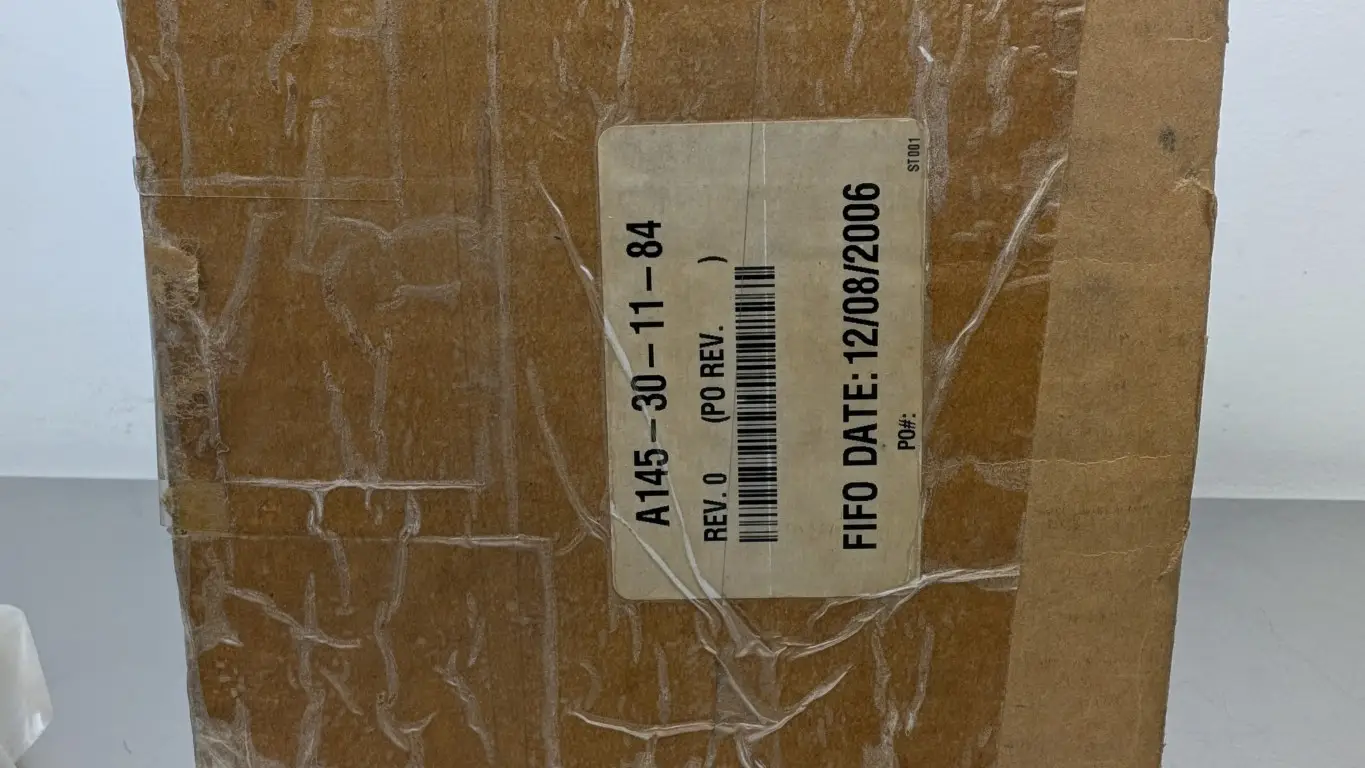 A145-30-11-84
REV. 0 (PO REV. )
FIFO DATE: 12/08/2006
PO#:
ST001